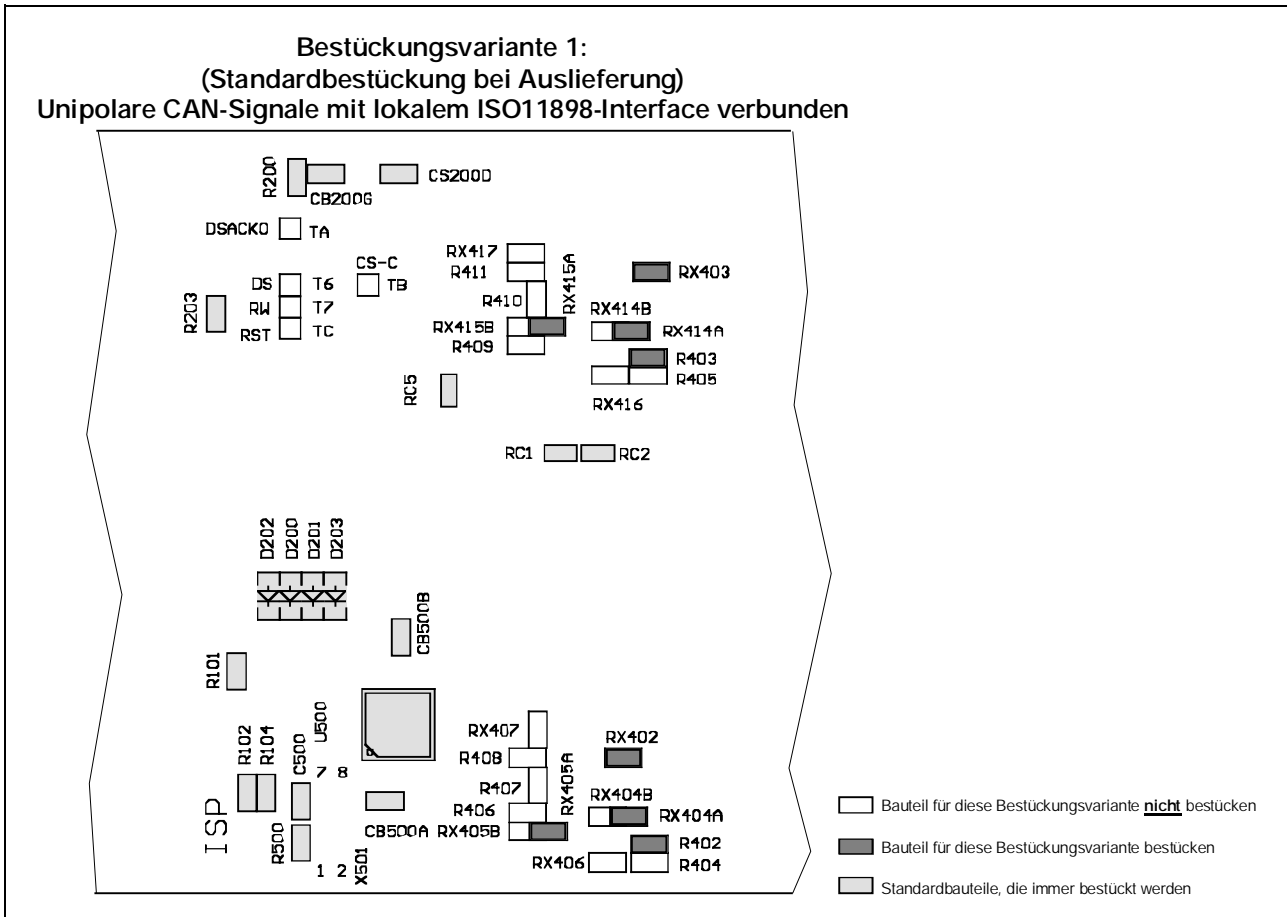 Bestückungsvariante 1:
(Standardbestückung bei Auslieferung)
Unipolare CAN-Signale mit lokalem ISO11898-Interface verbunden
R200
CB200G
CS200D
DSACK0 TA
CS-C
TB
DS T6
RW T7
RST TC
R203
RX417
R411
R410
RX415A
RX415B
R409
RX403
RX414B
RX414A
R403
R405
RX416
RC5
RC1 RC2
D202
D200
D201
D203
CB500B
R101
R102
R104
C500
U500
7 8
ISP
R500
1 2
X501
CB500A
RX407
R408
R407
RX405A
R406
RX405B
RX402
RX404B
RX404A
R402
RX406
R404
Bauteil für diese Bestückungsvariante nicht bestücken
Bauteil für diese Bestückungsvariante bestücken
Standardbauteile, die immer bestückt werden